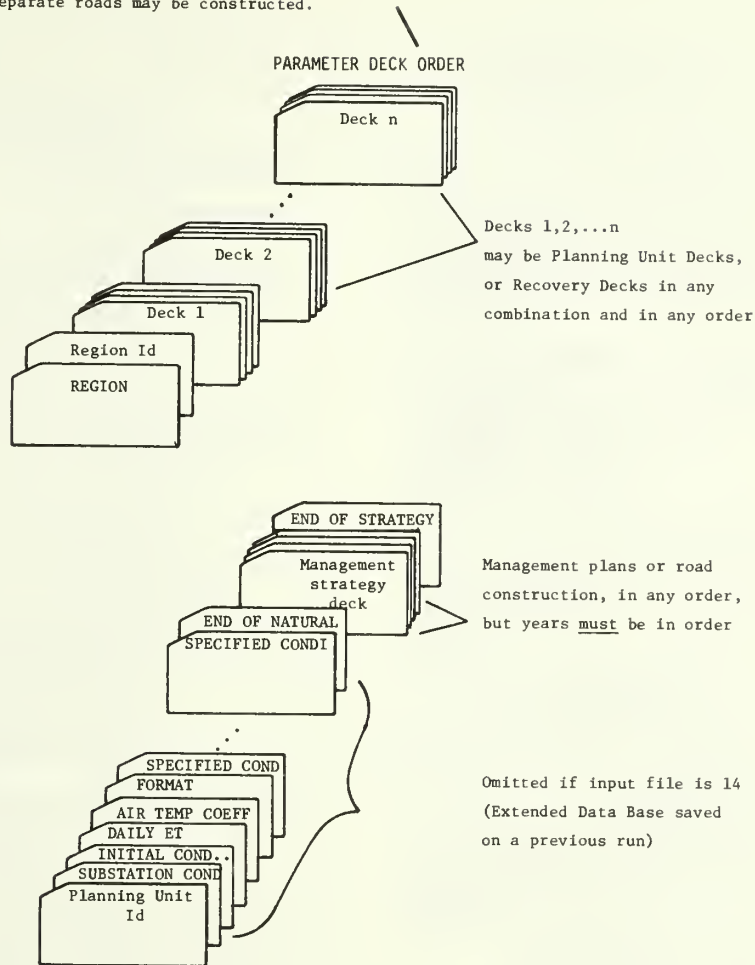 eparate roads may be constructed.
PARAMETER DECK ORDER
Deck n
Deck 2
Deck 1
Region Id
REGION
Decks 1,2,...n
may be Planning Unit Decks,
or Recovery Decks in any
combination and in any order
END OF STRATEGY
Management
strategy
deck
END OF NATURAL
SPECIFIED CONDI
Management plans or road
construction, in any order,
but years must be in order
SPECIFIED COND
FORMAT
AIR TEMP COEFF
DAILY ET
INITIAL COND..
SUBSTATION COND
Planning Unit
Id
Omitted if input file is 14
(Extended Data Base saved
on a previous run)